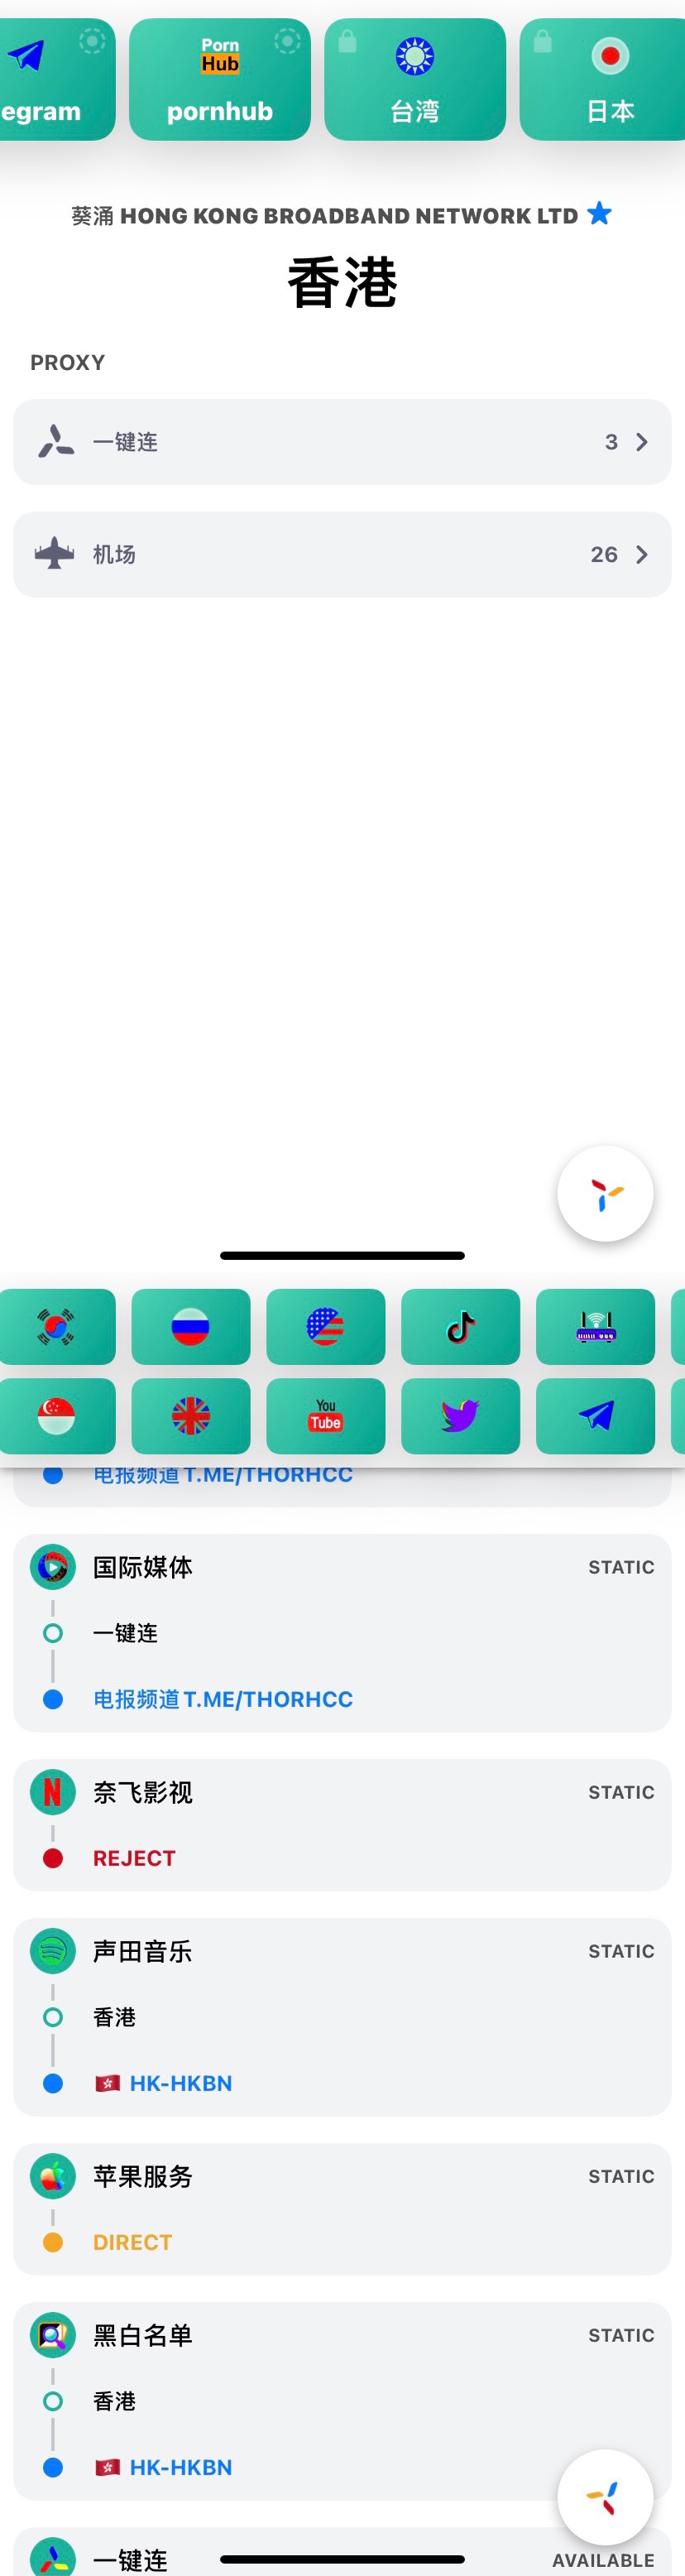 Porn
Hub
egram
pornhub
台湾
日本
葵涌 HONG KONG BROADBAND NETWORK LTD
香港
PROXY
一键连 3
机场 26
You
Tube
电报频道 T.ME/THORHCC
国际媒体 STATIC
一键连
电报频道 T.ME/THORHCC
奈飞影视 STATIC
REJECT
声田音乐 STATIC
香港
HK-HKBN
苹果服务 STATIC
DIRECT
黑白名单 STATIC
香港
HK-HKBN
一键连 AVAILABLE